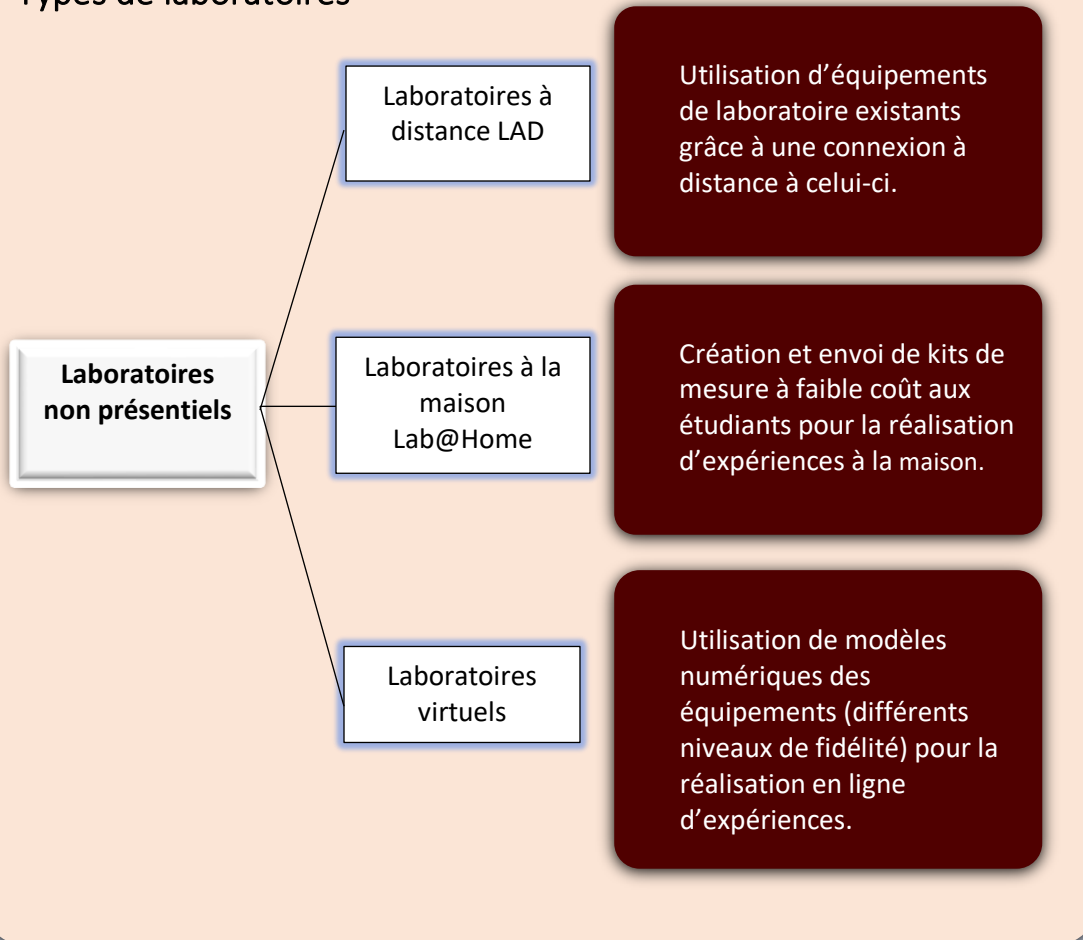 Types de laboratoires
Laboratoires à
distance LAD
Utilisation d’équipements
de laboratoire existants
grâce à une connexion à
distance à celui-ci.
Laboratoires
non présentiels
Laboratoires à la
maison
Lab@Home
Création et envoi de kits de
mesure à faible coût aux
étudiants pour la réalisation
d’expériences à la maison.
Laboratoires
virtuels
Utilisation de modèles
numériques des
équipements (différents
niveaux de fidélité) pour la
réalisation en ligne
d’expériences.